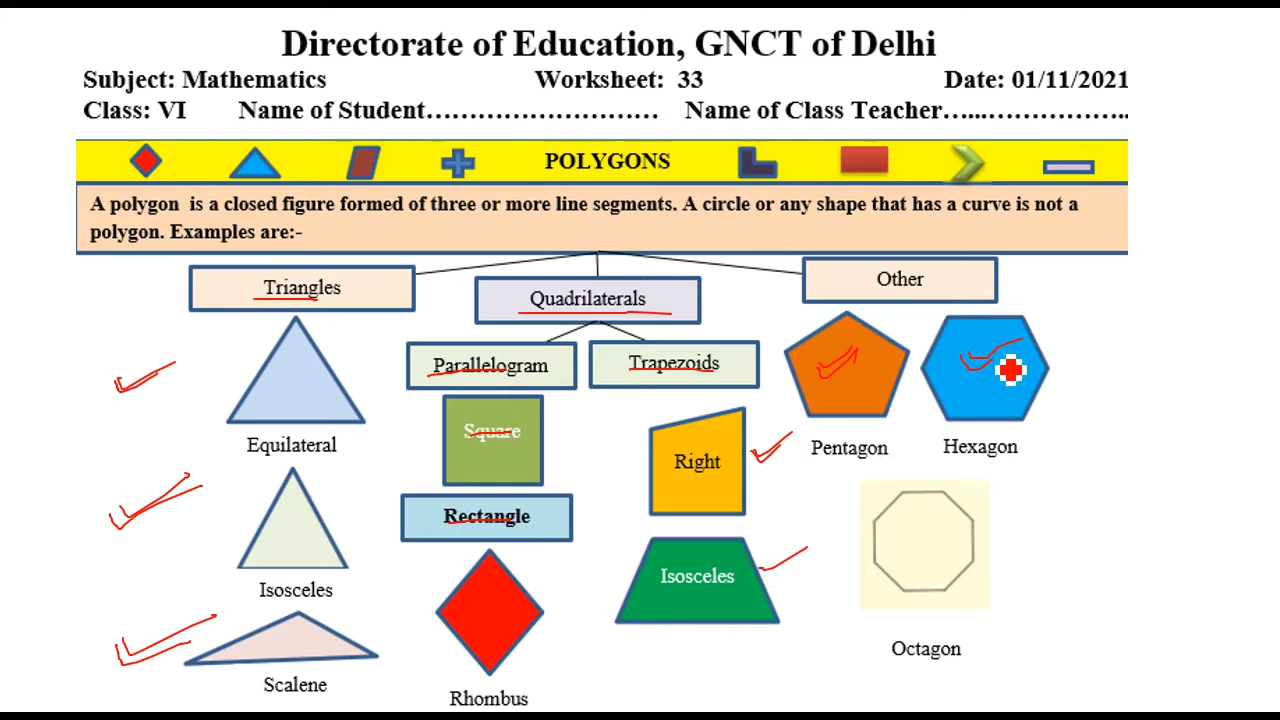 Directorate of Education, GNCT of Delhi
Subject: Mathematics Worksheet: 33 Date: 01/11/2021
Class: VI Name of Student……………………… Name of Class Teacher…...……………..
POLYGONS
A polygon is a closed figure formed of three or more line segments. A circle or any shape that has a curve is not a
polygon. Examples are:-
Triangles
Quadrilaterals
Other
Parallelogram
Trapezoids
Equilateral
Square
Right
Pentagon
Hexagon
Rectangle
Isosceles
Isosceles
Octagon
Scalene
Rhombus